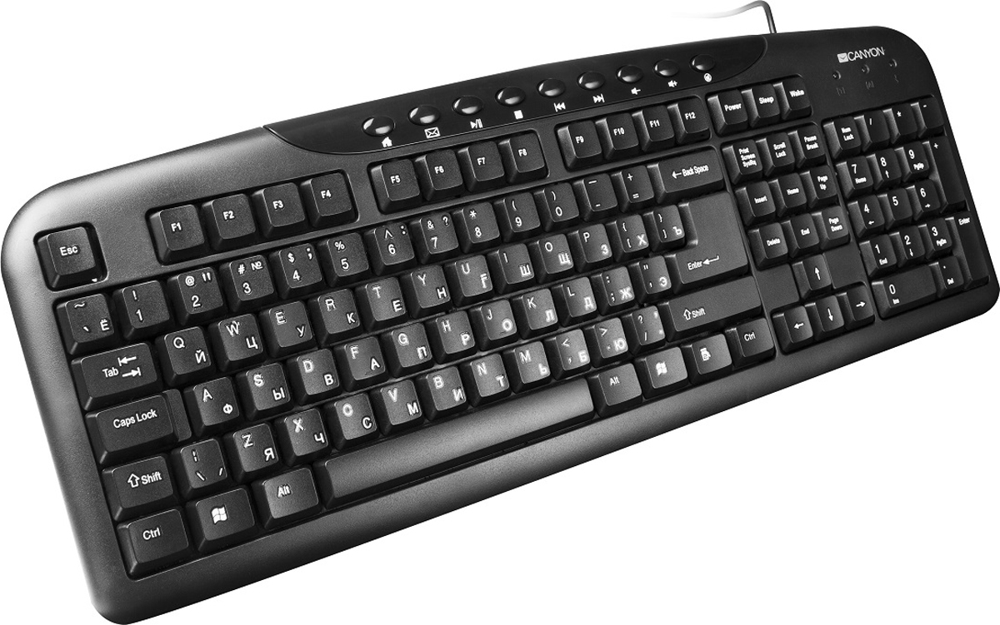 CANYON
Esc F1 F2 F3 F4 F5 F6 F7 F8 F9 F10 F11 F12 Power Sleep Wake
~ ` Ё ! 1 @ " 2 # № 3 $ ; 4 % 5 ^ : 6 & ? 7 * 8 ( 9 ) 0 _ - + = ←Back Space
Print Screen SysRq Scroll Lock Pause Break Num Lock / * -
Tab Q Й W Ц E У R К T Е Y Н U Г I Ш O Щ P З { [ Х } ] Ъ
Insert Home Page Up 7 Home 8 ↑ 9 PgUp +
Caps Lock A Ф S Ы D В F А G П H Р J О K Л L Д : ; Ж " ' Э Enter
Delete End Page Down 4 ← 5 6 →
⇧Shift | \ / Z Я X Ч C С V М B И N Т M Ь < , Б > . Ю ? / ⇧Shift
↑ 1 End 2 ↓ 3 PgDn Enter
Ctrl Alt Alt Ctrl
← ↓ → 0 Ins . Del